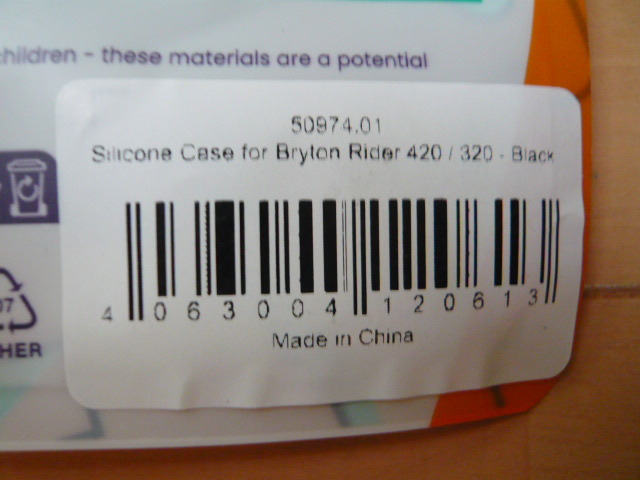 children - these materials are a potential
50974.01
Silicone Case for Bryton Rider 420 / 320 - Black
4 063004 120613
Made in China
07
HER